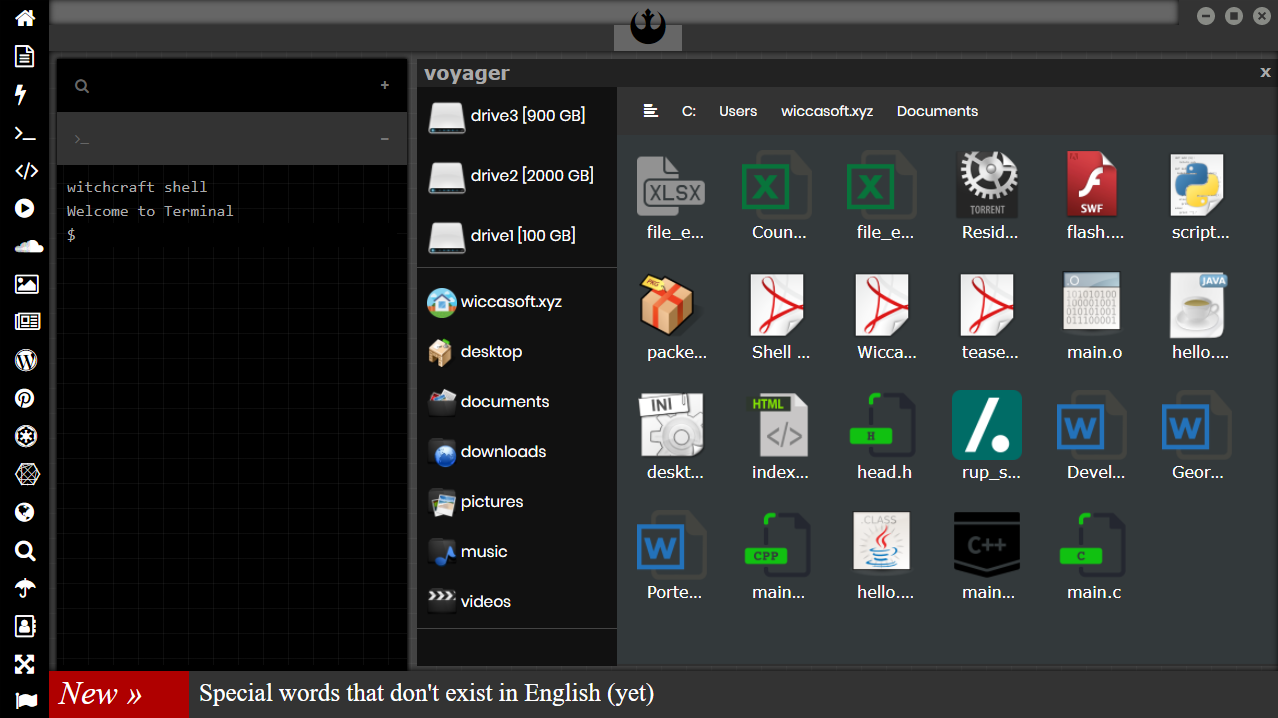 voyager
x
+
>_
−
witchcraft shell
Welcome to Terminal
$
drive3 [900 GB]
drive2 [2000 GB]
drive1 [100 GB]
wiccasoft.xyz
desktop
documents
downloads
pictures
music
videos
C: Users wiccasoft.xyz Documents
XLSX
TORRENT
SWF
file_e... Coun... file_e... Resid... flash.... script...
PKG
.O
JAVA
packe... Shell ... Wicca... tease... main.o hello....
INI
HTML
</>
H
W
W
deskt... index... head.h rup_s... Devel... Geor...
W
CPP
CLASS
C++
C
Porte... main... hello.... main... main.c
New » Special words that don't exist in English (yet)